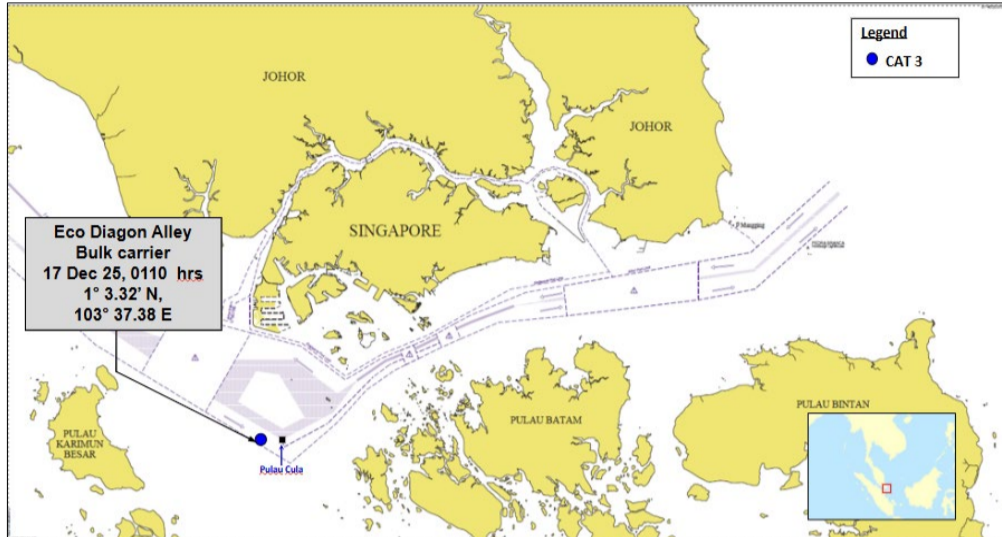 Legend
CAT 3
JOHOR
JOHOR
SINGAPORE
Eco Diagon Alley
Bulk carrier
17 Dec 25, 0110 hrs
1° 3.32' N,
103° 37.38 E
PULAU
KARIMUN
BESAR
Pulau Cula
PULAU BATAM
PULAU BINTAN